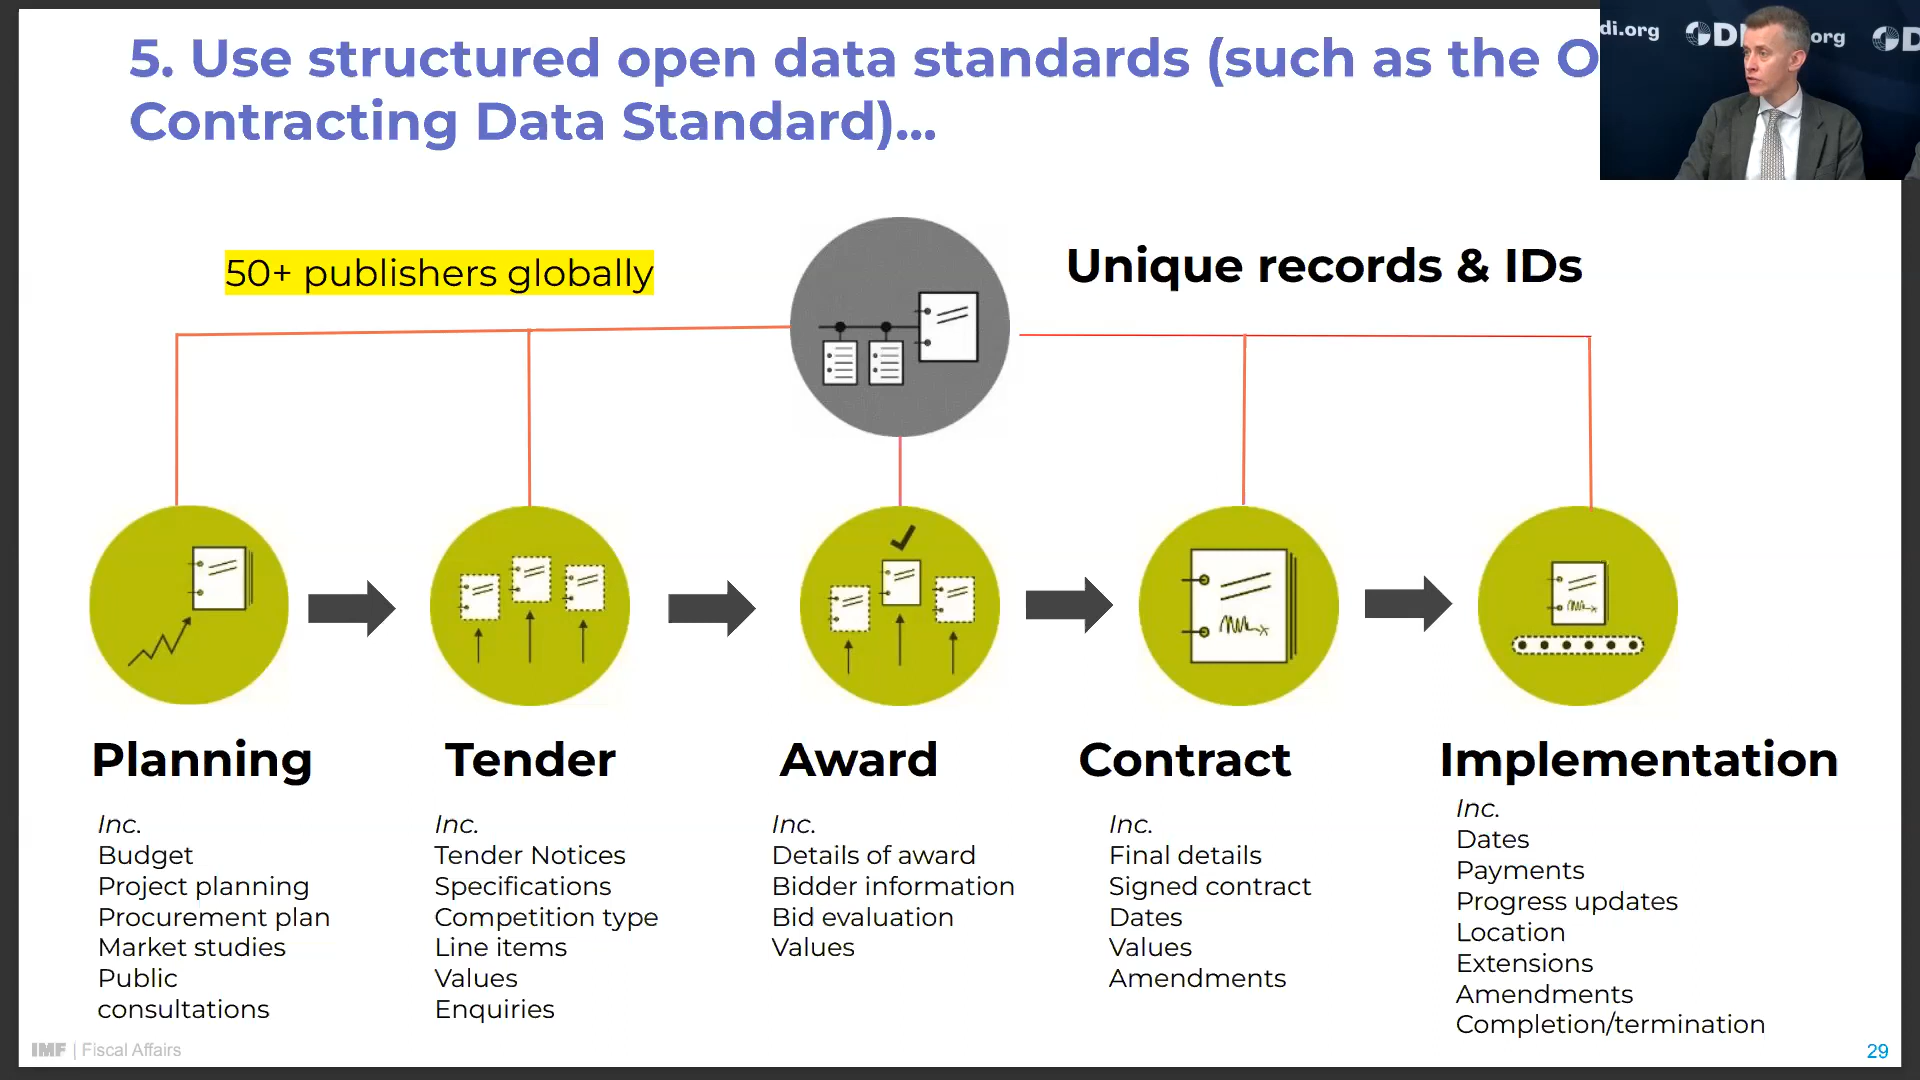 5. Use structured open data standards (such as the O
Contracting Data Standard)...
di.org
ODI
org
50+ publishers globally
Unique records & IDs
Planning
Inc.
Budget
Project planning
Procurement plan
Market studies
Public
consultations
Tender
Inc.
Tender Notices
Specifications
Competition type
Line items
Values
Enquiries
Award
Inc.
Details of award
Bidder information
Bid evaluation
Values
Contract
Inc.
Final details
Signed contract
Dates
Values
Amendments
Implementation
Inc.
Dates
Payments
Progress updates
Location
Extensions
Amendments
Completion/termination
IMF | Fiscal Affairs
29